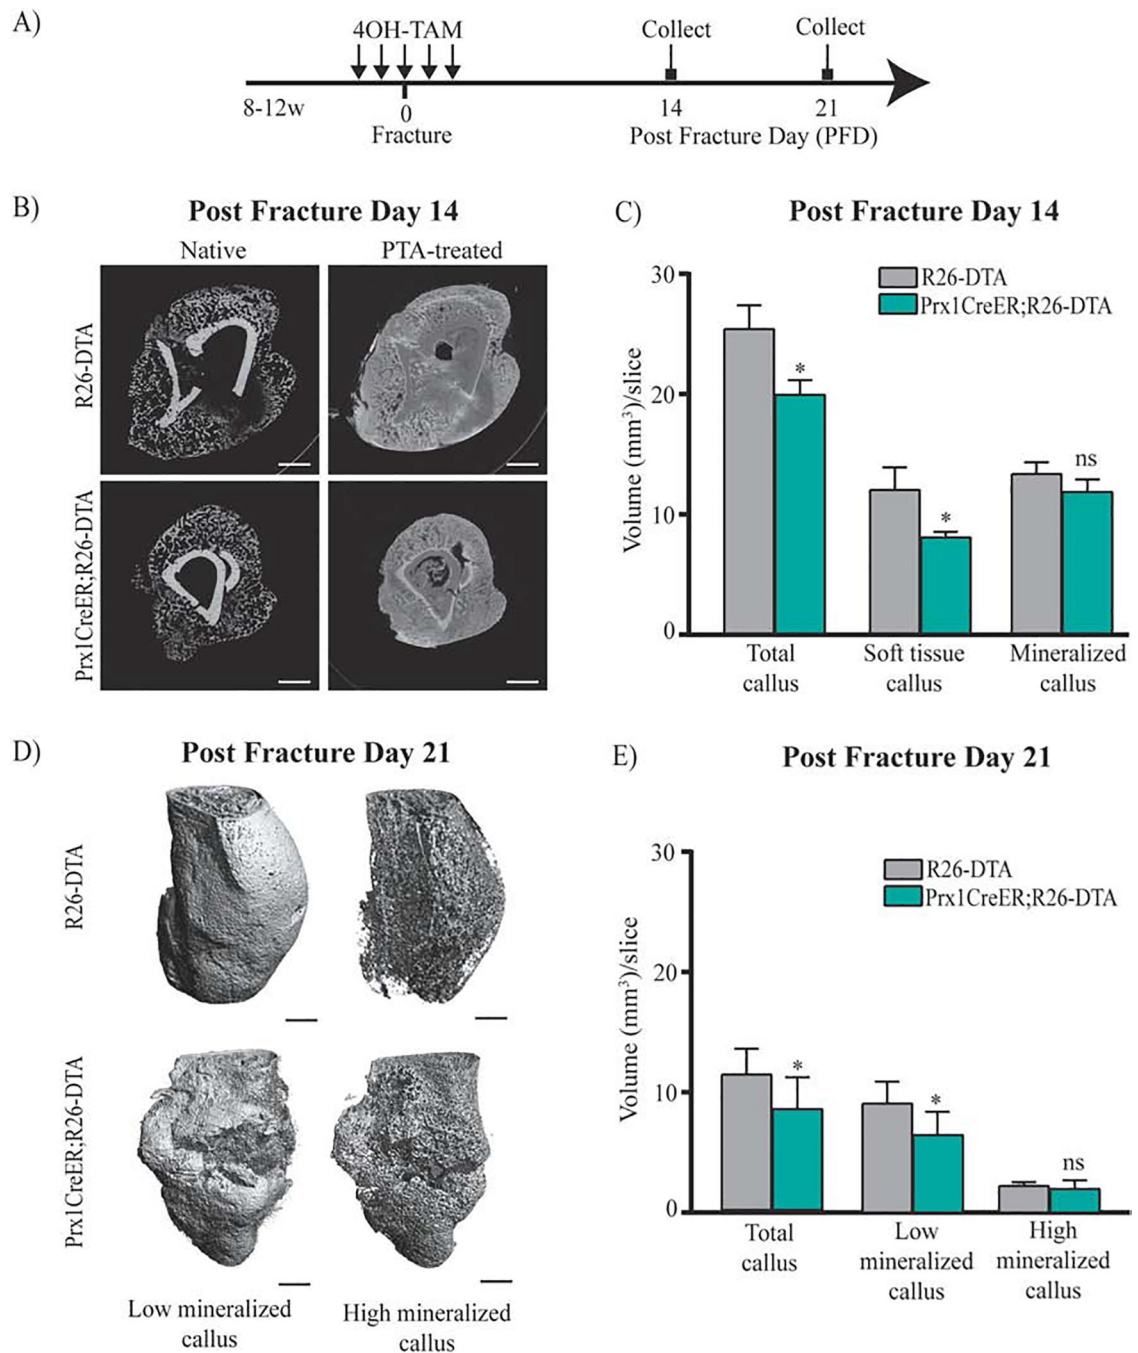 A)
4OH-TAM
Collect
Collect
8-12w
0
14
21
Fracture
Post Fracture Day (PFD)
B)
Post Fracture Day 14
Native
PTA-treated
R26-DTA
Prx1CreER;R26-DTA
C)
Post Fracture Day 14
R26-DTA
Prx1CreER;R26-DTA
Volume (mm³)/slice
30
20
10
0
*
*
ns
Total
callus
Soft tissue
callus
Mineralized
callus
D)
Post Fracture Day 21
R26-DTA
Prx1CreER;R26-DTA
Low mineralized
callus
High mineralized
callus
E)
Post Fracture Day 21
R26-DTA
Prx1CreER;R26-DTA
Volume (mm³)/slice
30
20
10
0
*
*
ns
Total
callus
Low
mineralized
callus
High
mineralized
callus